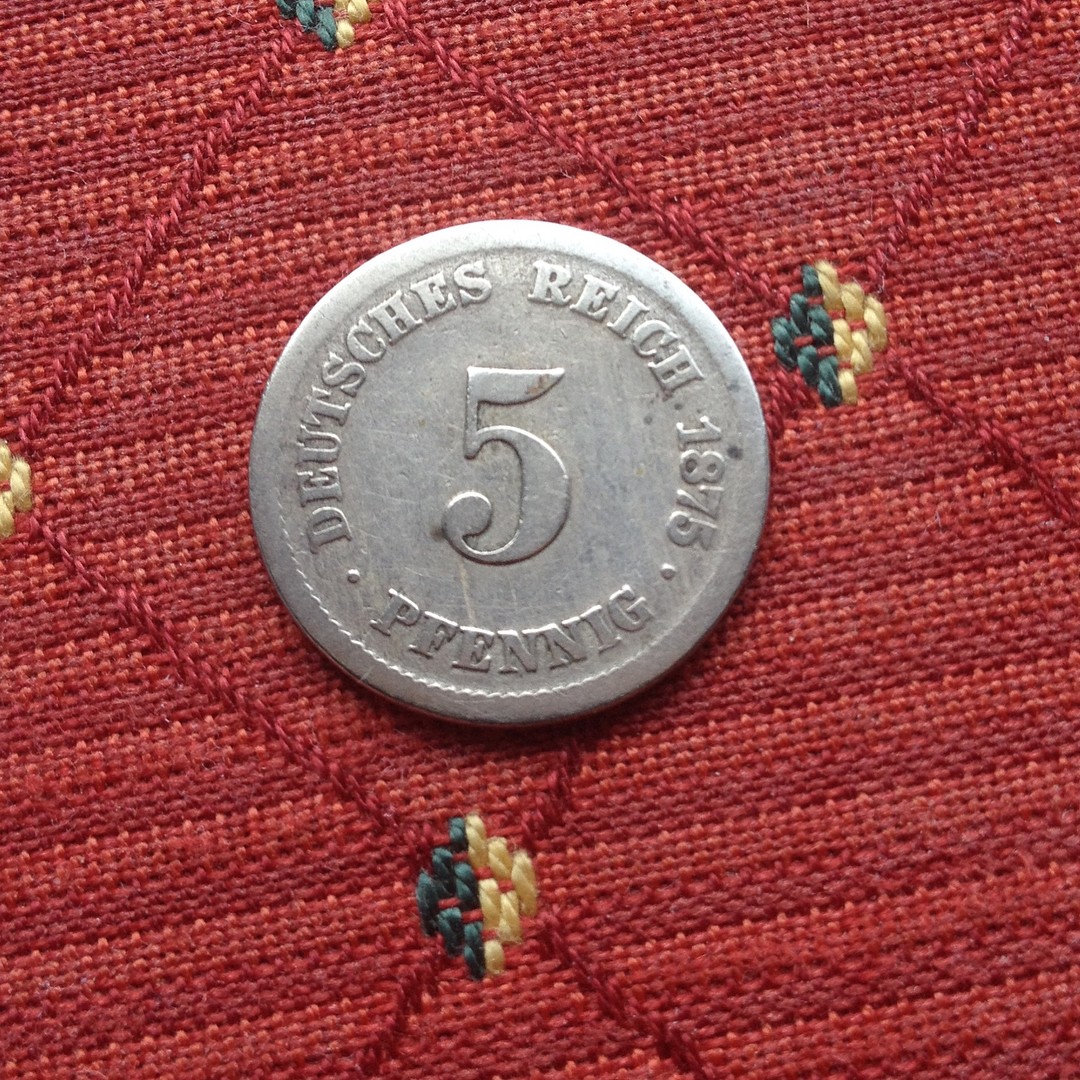 DEUTSCHES REICH 1875
5
· PFENNIG ·